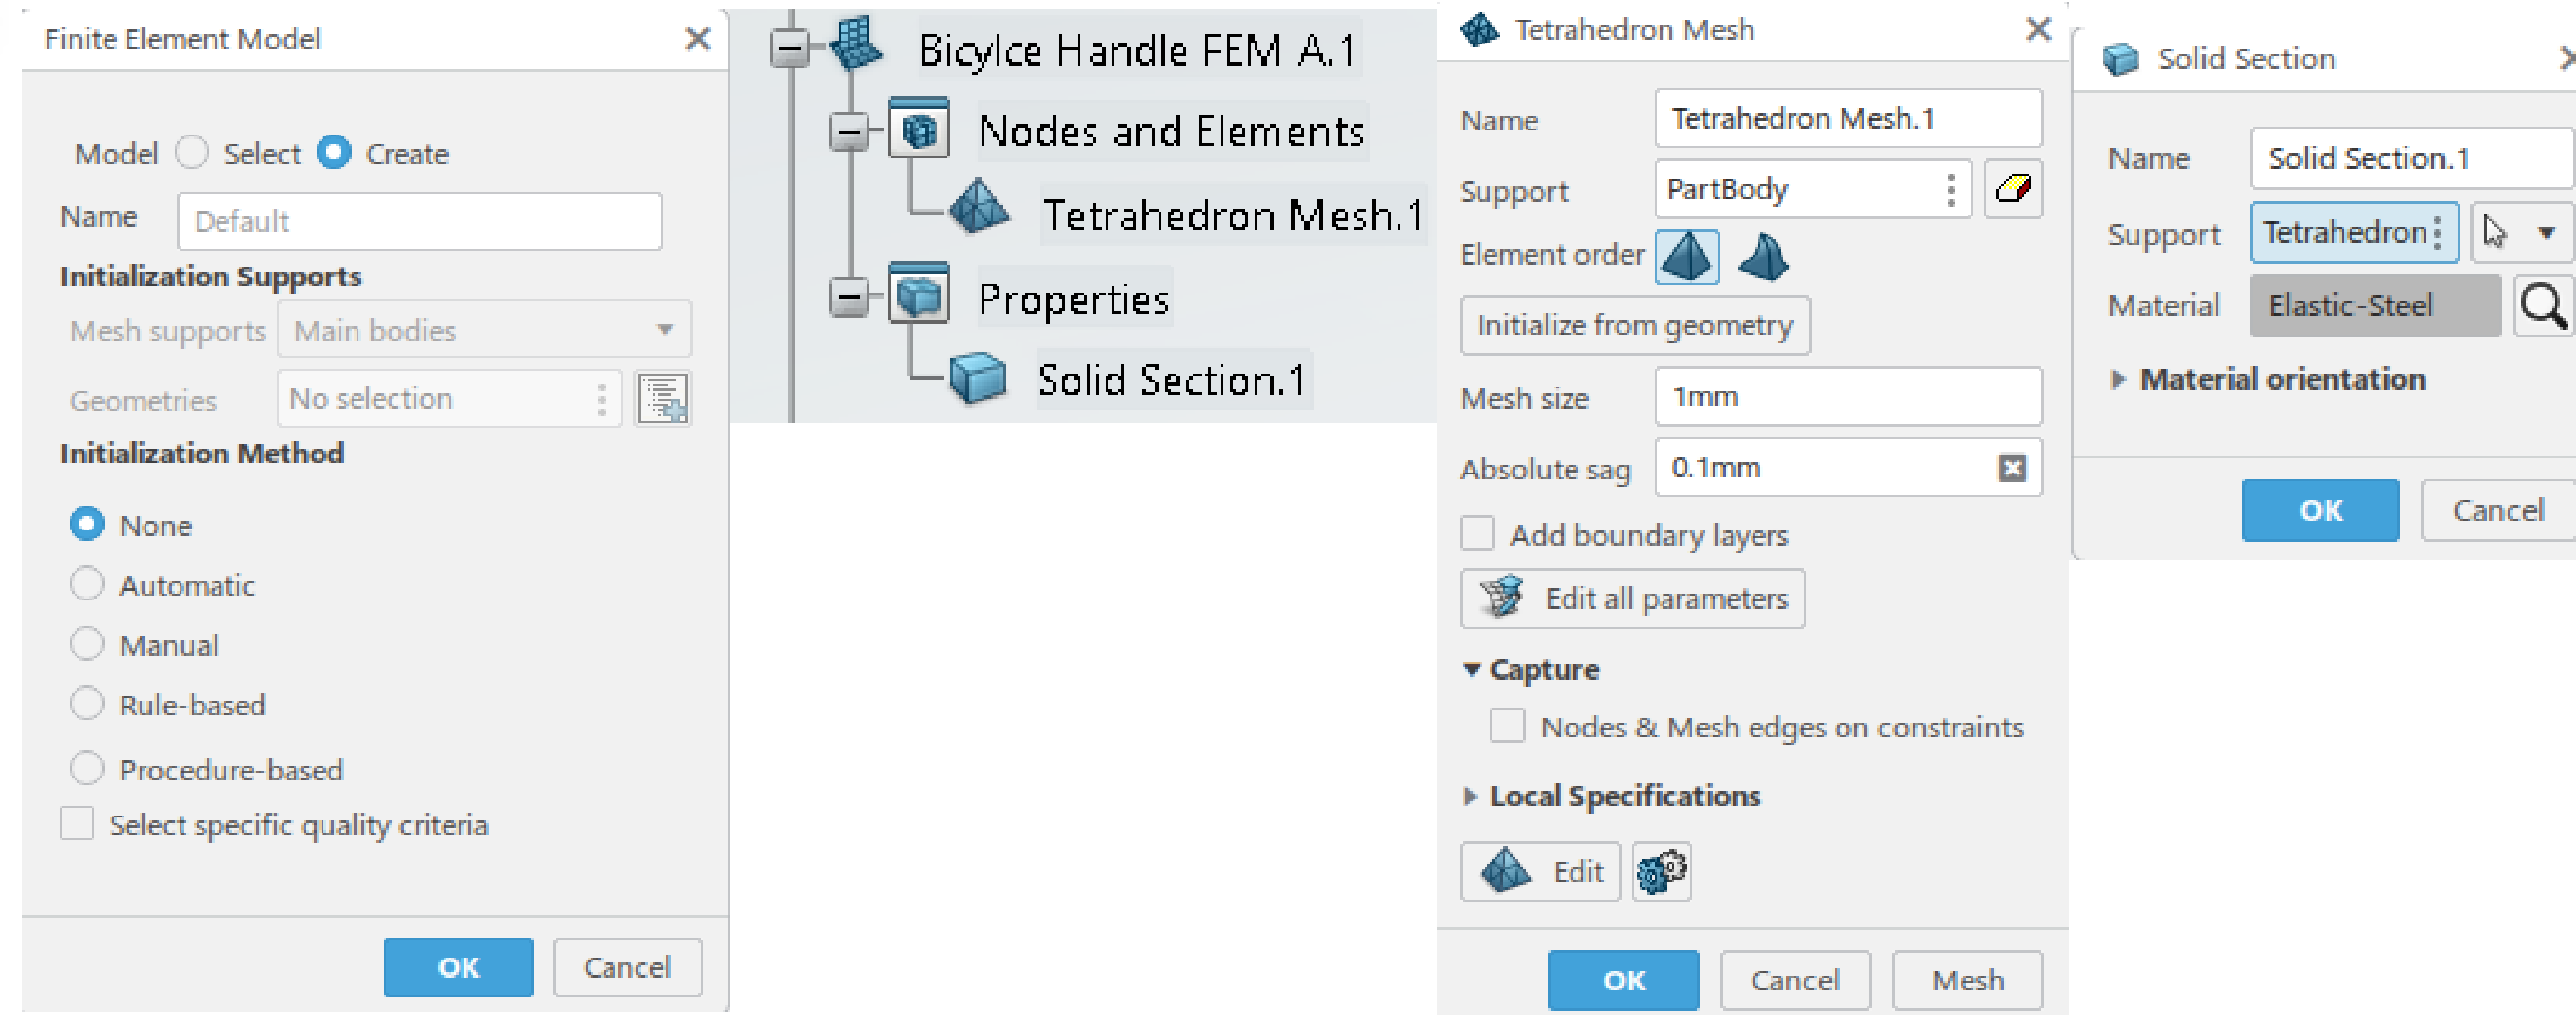 Finite Element Model
Model Select Create
Name Default
Initialization Supports
Mesh supports Main bodies
Geometries No selection
Initialization Method
None
Automatic
Manual
Rule-based
Procedure-based
Select specific quality criteria
OK Cancel
Bicylce Handle FEM A.1
Nodes and Elements
Tetrahedron Mesh.1
Properties
Solid Section.1
Tetrahedron Mesh
Name Tetrahedron Mesh.1
Support PartBody
Element order
Initialize from geometry
Mesh size 1mm
Absolute sag 0.1mm
Add boundary layers
Edit all parameters
Capture
Nodes & Mesh edges on constraints
Local Specifications
Edit
OK Cancel Mesh
Solid Section
Name Solid Section.1
Support Tetrahedron
Material Elastic-Steel
Material orientation
OK Cancel